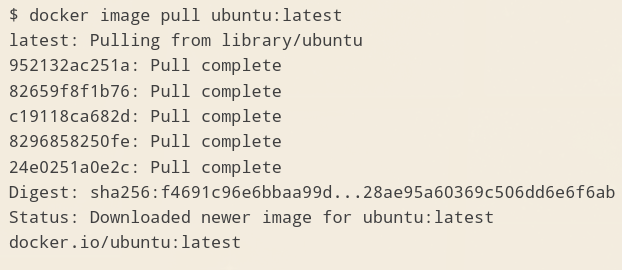 $ docker image pull ubuntu:latest
latest: Pulling from library/ubuntu
952132ac251a: Pull complete
82659f8f1b76: Pull complete
c19118ca682d: Pull complete
8296858250fe: Pull complete
24e0251a0e2c: Pull complete
Digest: sha256:f4691c96e6bbaa99d...28ae95a60369c506dd6e6f6ab
Status: Downloaded newer image for ubuntu:latest
docker.io/ubuntu:latest